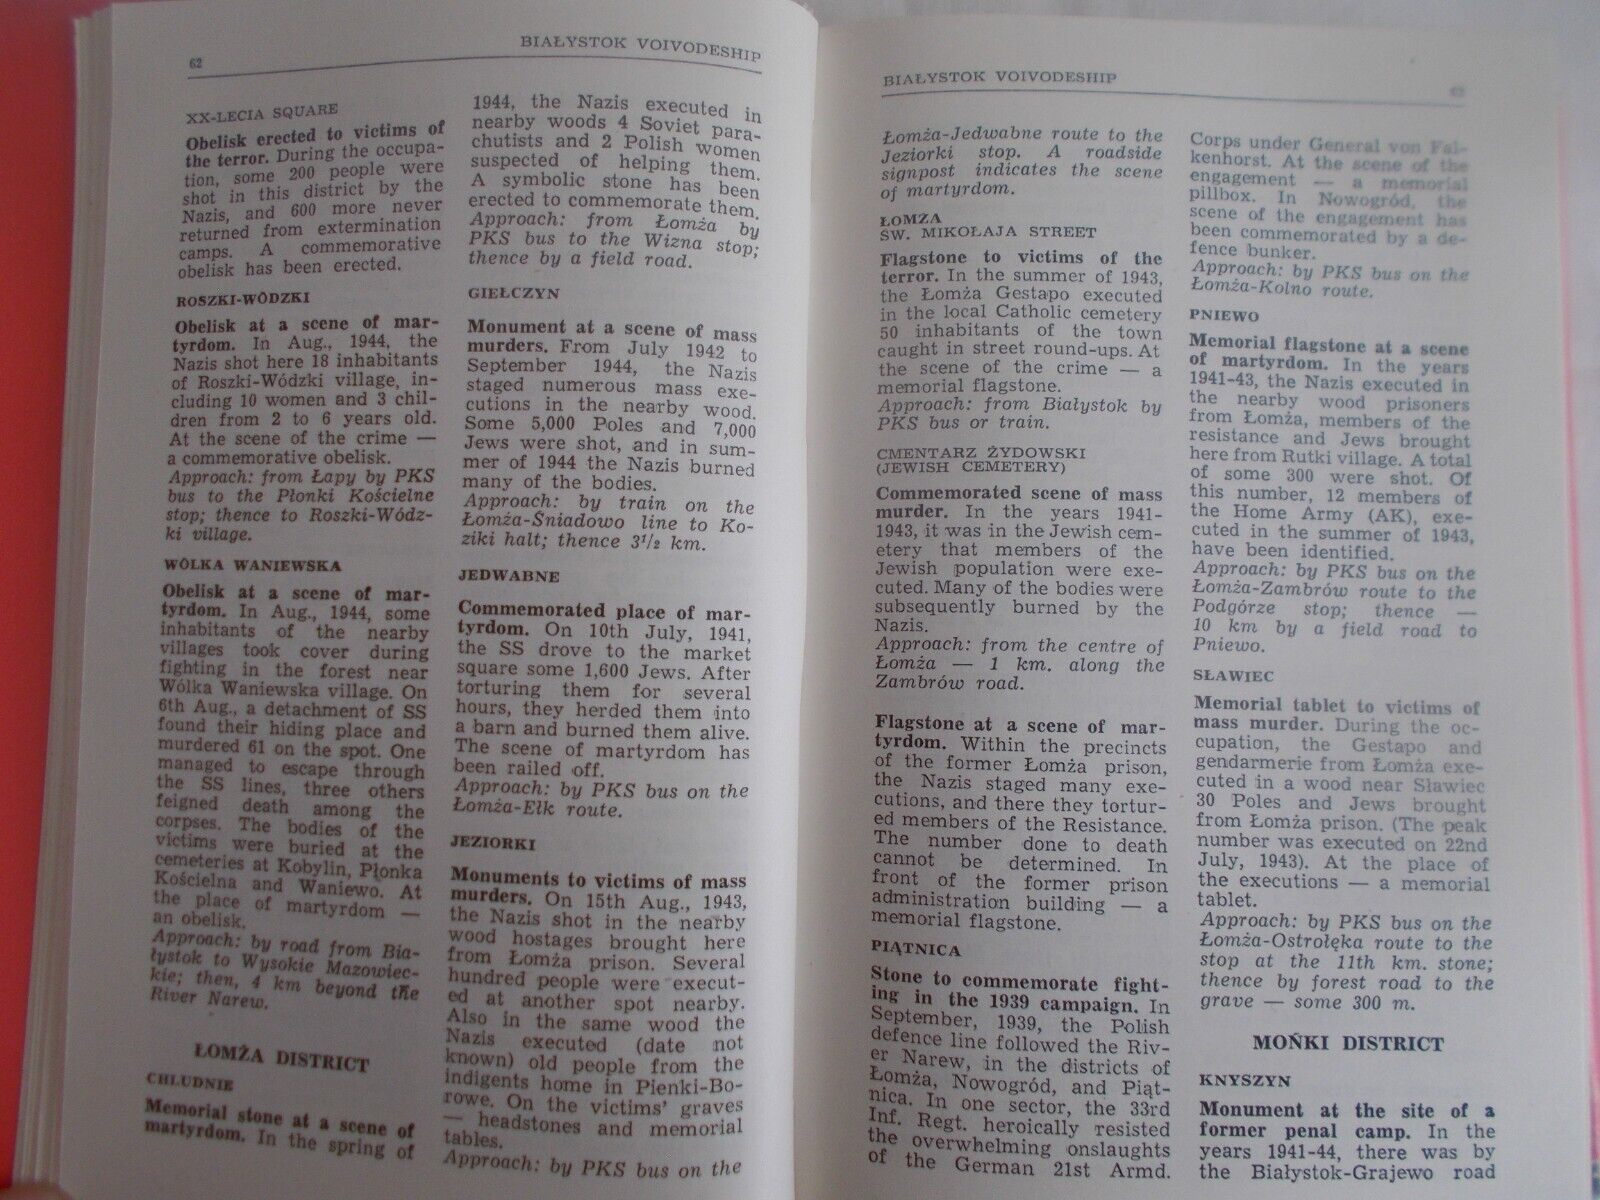 62
BIAŁYSTOK VOIVODESHIP
XX-LECIA SQUARE
Obelisk erected to victims of
the terror. During the occupa-
tion, some 200 people were
shot in this district by the
Nazis, and 600 more never
returned from extermination
camps. A commemorative
obelisk has been erected.
ROSZKI-WÓDZKI
Obelisk at a scene of mar-
tyrdom. In Aug., 1944, the
Nazis shot here 18 inhabitants
of Roszki-Wódzki village, in-
cluding 10 women and 3 chil-
dren from 2 to 6 years old.
At the scene of the crime —
a commemorative obelisk.
Approach: from Łapy by PKS
bus to the Płonki Kościelne
stop; thence to Roszki-Wódz-
ki village.
WÓLKA WANIEWSKA
Obelisk at a scene of mar-
tyrdom. In Aug., 1944, some
inhabitants of the nearby
villages took cover during
fighting in the forest near
Wólka Waniewska village. On
6th Aug., a detachment of SS
found their hiding place and
murdered 61 on the spot. One
managed to escape through
the SS lines, three others
feigned death among the
corpses. The bodies of the
victims were buried at the
cemeteries at Kobylin, Płonka
Kościelna and Waniewo. At
the place of martyrdom —
an obelisk.
Approach: by road from Bia-
łystok to Wysokie Mazowiec-
kie; then, 4 km beyond the
River Narew.
ŁOMŻA DISTRICT
CHLUDNIE
Memorial stone at a scene of
martyrdom. In the spring of
1944, the Nazis executed in
nearby woods 4 Soviet para-
chutists and 2 Polish women
suspected of helping them.
A symbolic stone has been
erected to commemorate them.
Approach: from Łomża by
PKS bus to the Wizna stop;
thence by a field road.
GIEŁCZYN
Monument at a scene of mass
murders. From July 1942 to
September 1944, the Nazis
staged numerous mass exe-
cutions in the nearby wood.
Some 5,000 Poles and 7,000
Jews were shot, and in sum-
mer of 1944 the Nazis burned
many of the bodies.
Approach: by train on the
Łomża-Śniadowo line to Ko-
ziki halt; thence 3½ km.
JEDWABNE
Commemorated place of mar-
tyrdom. On 10th July, 1941,
the SS drove to the market
square some 1,600 Jews. After
torturing them for several
hours, they herded them into
a barn and burned them alive.
The scene of martyrdom has
been railed off.
Approach: by PKS bus on the
Łomża-Ełk route.
JEZIORKI
Monuments to victims of mass
murders. On 15th Aug., 1943,
the Nazis shot in the nearby
wood hostages brought here
from Łomża prison. Several
hundred people were execut-
ed at another spot nearby.
Also in the same wood the
Nazis executed (date not
known) old people from the
indigents home in Pienki-Bo-
rowe. On the victims' graves
— headstones and memorial
tables.
Approach: by PKS bus on the
BIAŁYSTOK VOIVODESHIP
Łomża-Jedwabne route to the
Jeziorki stop. A roadside
signpost indicates the scene
of martyrdom.
ŁOMŻA
ŚW. MIKOŁAJA STREET
Flagstone to victims of the
terror. In the summer of 1943,
the Łomża Gestapo executed
in the local Catholic cemetery
50 inhabitants of the town
caught in street round-ups. At
the scene of the crime — a
memorial flagstone.
Approach: from Białystok by
PKS bus or train.
CMENTARZ ŻYDOWSKI
(JEWISH CEMETERY)
Commemorated scene of mass
murder. In the years 1941-
1943, it was in the Jewish cem-
etery that members of the
Jewish population were exe-
cuted. Many of the bodies were
subsequently burned by the
Nazis.
Approach: from the centre of
Łomża — 1 km. along the
Zambrów road.
Flagstone at a scene of mar-
tyrdom. Within the precincts
of the former Łomża prison,
the Nazis staged many exe-
cutions, and there they tortur-
ed members of the Resistance.
The number done to death
cannot be determined. In
front of the former prison
administration building — a
memorial flagstone.
PIĄTNICA
Stone to commemorate fight-
ing in the 1939 campaign. In
September, 1939, the Polish
defence line followed the Riv-
er Narew, in the districts of
Łomża, Nowogród, and Piąt-
nica. In one sector, the 33rd
Inf. Regt. heroically resisted
the overwhelming onslaughts
of the German 21st Armd.
Corps under General von Fal-
kenhorst. At the scene of the
engagement — a memorial
pillbox. In Nowogród, the
scene of the engagement has
been commemorated by a de-
fence bunker.
Approach: by PKS bus on the
Łomża-Kolno route.
PNIEWO
Memorial flagstone at a scene
of martyrdom. In the years
1941-43, the Nazis executed in
the nearby wood prisoners
from Łomża, members of the
resistance and Jews brought
here from Rutki village. A total
of some 300 were shot. Of
this number, 12 members of
the Home Army (AK), exe-
cuted in the summer of 1943,
have been identified.
Approach: by PKS bus on the
Łomża-Zambrów route to the
Podgórze stop; thence —
10 km by a field road to
Pniewo.
SŁAWIEC
Memorial tablet to victims of
mass murder. During the oc-
cupation, the Gestapo and
gendarmerie from Łomża exe-
cuted in a wood near Sławiec
30 Poles and Jews brought
from Łomża prison. (The peak
number was executed on 22nd
July, 1943). At the place of
the executions — a memorial
tablet.
Approach: by PKS bus on the
Łomża-Ostrołęka route to the
stop at the 11th km. stone;
thence by forest road to the
grave — some 300 m.
MOŃKI DISTRICT
KNYSZYN
Monument at the site of a
former penal camp. In the
years 1941-44, there was by
the Białystok-Grajewo road